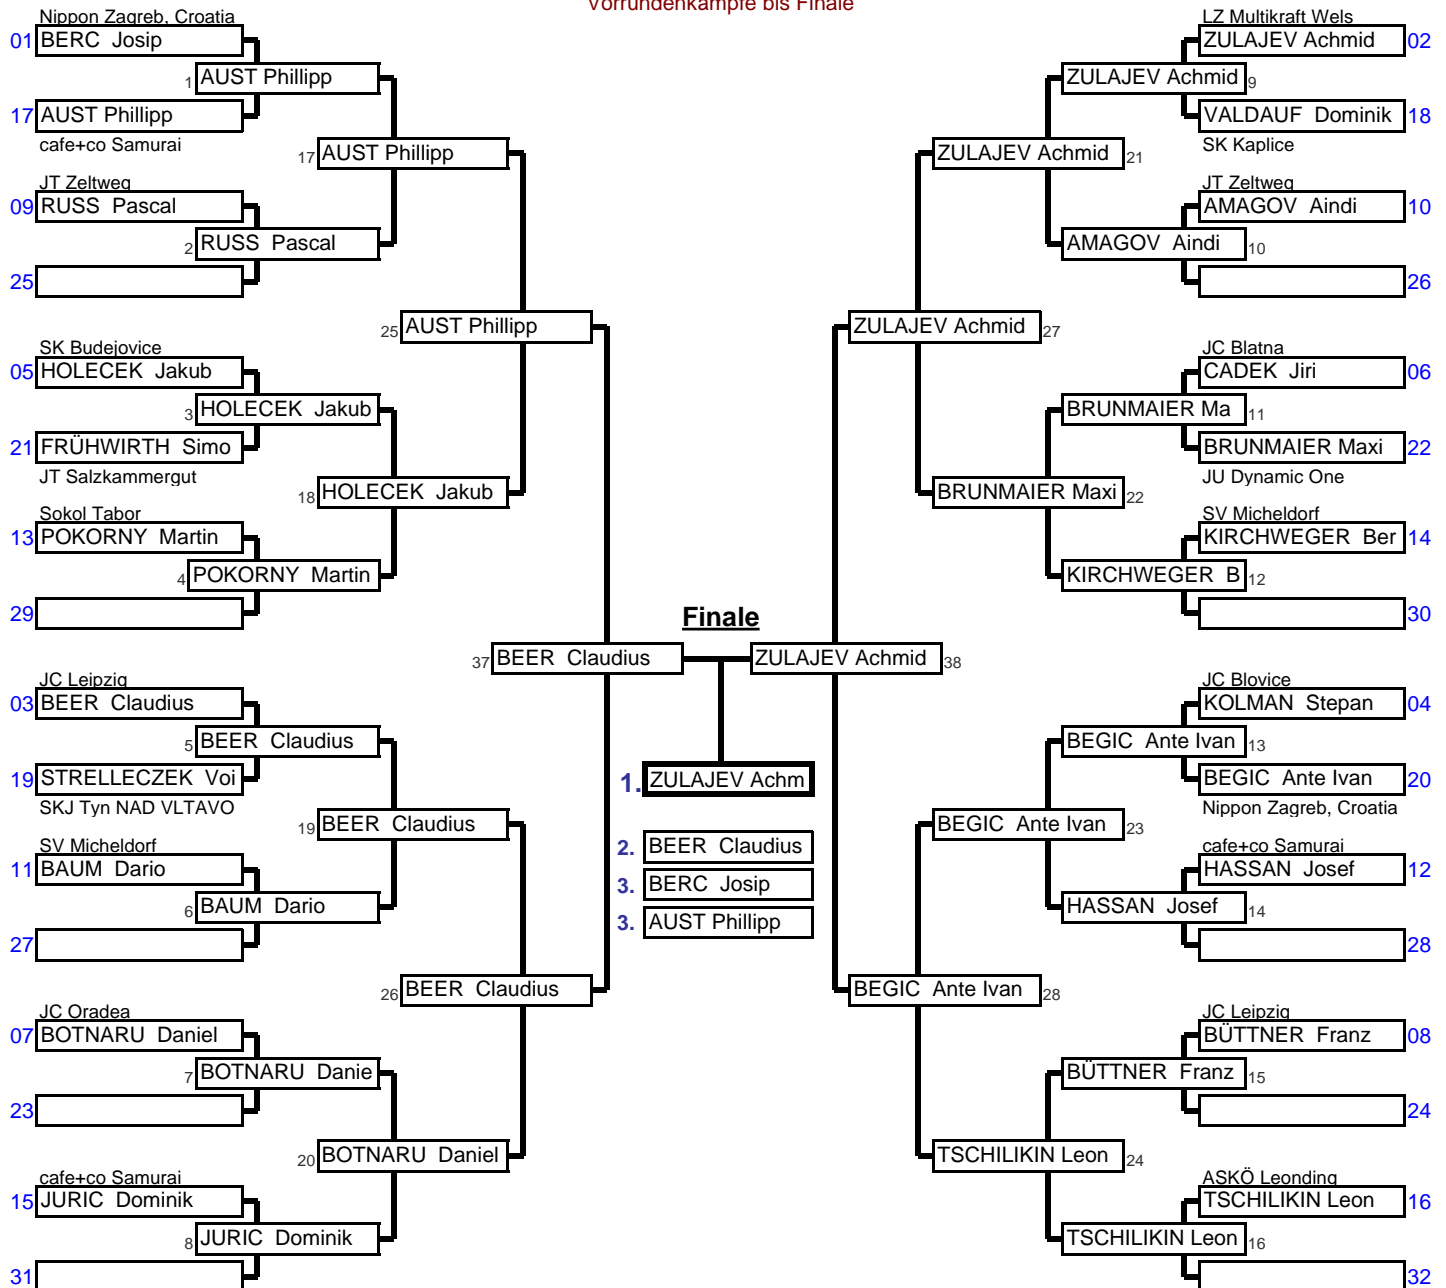 Vorrundenkämpfe bis Finale
Nippon Zagreb, Croatia
01 BERC Josip
1 AUST Phillipp
17 AUST Phillipp
cafe+co Samurai
17 AUST Phillipp
JT Zeltweg
09 RUSS Pascal
2 RUSS Pascal
25
25 AUST Phillipp
SK Budejovice
05 HOLECEK Jakub
3 HOLECEK Jakub
21 FRÜHWIRTH Simo
JT Salzkammergut
18 HOLECEK Jakub
Sokol Tabor
13 POKORNY Martin
4 POKORNY Martin
29
37 BEER Claudius
JC Leipzig
03 BEER Claudius
5 BEER Claudius
19 STRELLECZEK Voi
SKJ Tyn NAD VLTAVO
19 BEER Claudius
SV Micheldorf
11 BAUM Dario
6 BAUM Dario
27
26 BEER Claudius
JC Oradea
07 BOTNARU Daniel
7 BOTNARU Danie
23
20 BOTNARU Daniel
cafe+co Samurai
15 JURIC Dominik
8 JURIC Dominik
31
Finale
1. ZULAJEV Achm
2. BEER Claudius
3. BERC Josip
3. AUST Phillipp
LZ Multikraft Wels
ZULAJEV Achmid 02
ZULAJEV Achmid 9
VALDAUF Dominik 18
SK Kaplice
ZULAJEV Achmid 21
JT Zeltweg
AMAGOV Aindi 10
AMAGOV Aindi 10
26
ZULAJEV Achmid 27
JC Blatna
CADEK Jiri 06
BRUNMAIER Ma 11
BRUNMAIER Maxi 22
JU Dynamic One
BRUNMAIER Maxi 22
SV Micheldorf
KIRCHWEGER Ber 14
KIRCHWEGER B 12
30
ZULAJEV Achmid 38
JC Blovice
KOLMAN Stepan 04
BEGIC Ante Ivan 13
BEGIC Ante Ivan 20
Nippon Zagreb, Croatia
BEGIC Ante Ivan 23
cafe+co Samurai
HASSAN Josef 12
HASSAN Josef 14
28
BEGIC Ante Ivan 28
JC Leipzig
BÜTTNER Franz 08
BÜTTNER Franz 15
24
TSCHILIKIN Leon 24
ASKÖ Leonding
TSCHILIKIN Leon 16
TSCHILIKIN Leon 16
32